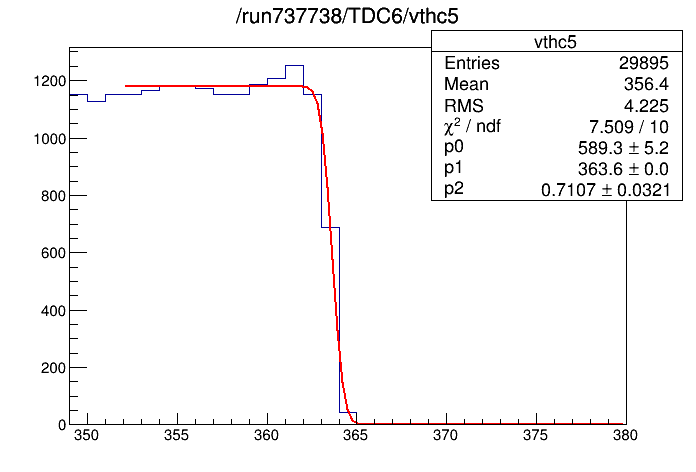 /run737738/TDC6/vthc5
vthc5
Entries 29895
Mean 356.4
RMS 4.225
χ² / ndf 7.509 / 10
p0 589.3 ± 5.2
p1 363.6 ± 0.0
p2 0.7107 ± 0.0321
1200
1000
800
600
400
200
0
350 355 360 365 370 375 380